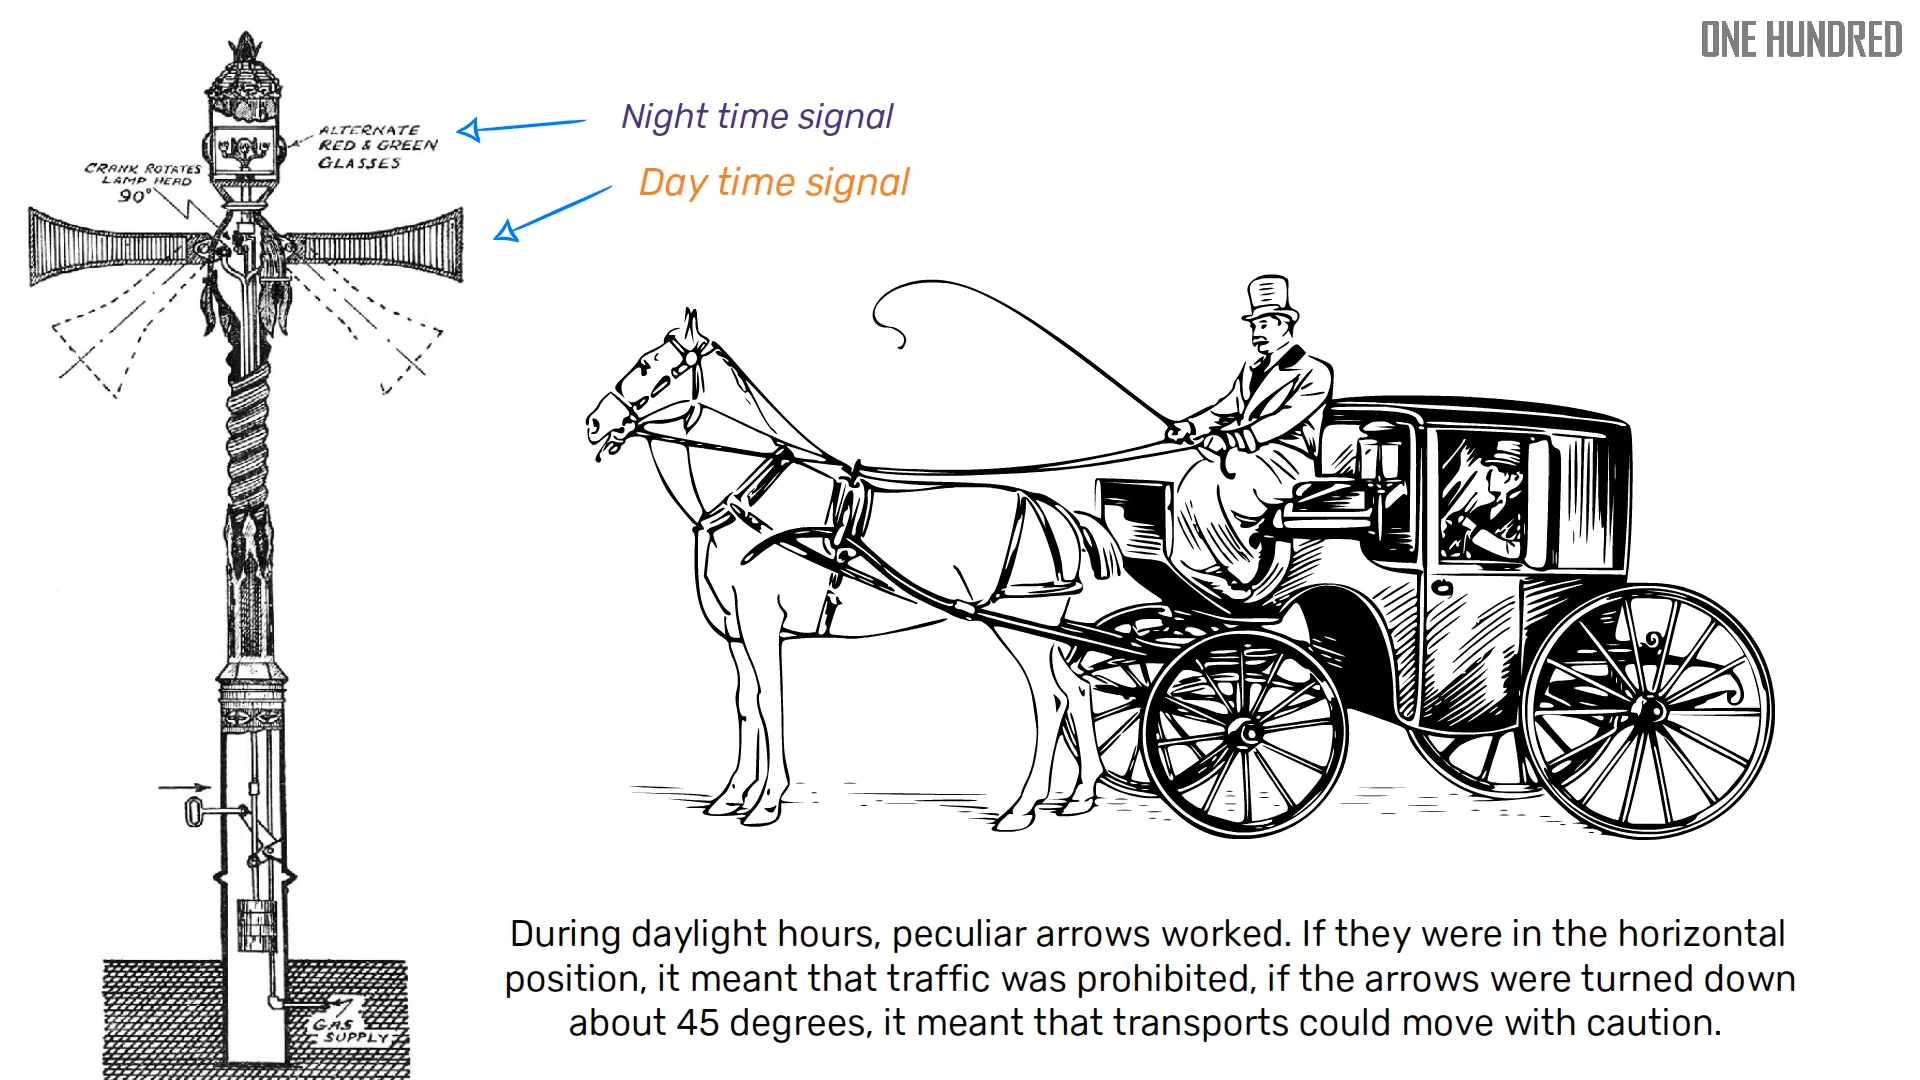 ONE HUNDRED
Night time signal
Day time signal
ALTERNATE
RED & GREEN
GLASSES
CRANK ROTATES
LAMP HEAD
90°
GAS
SUPPLY
During daylight hours, peculiar arrows worked. If they were in the horizontal
position, it meant that traffic was prohibited, if the arrows were turned down
about 45 degrees, it meant that transports could move with caution.